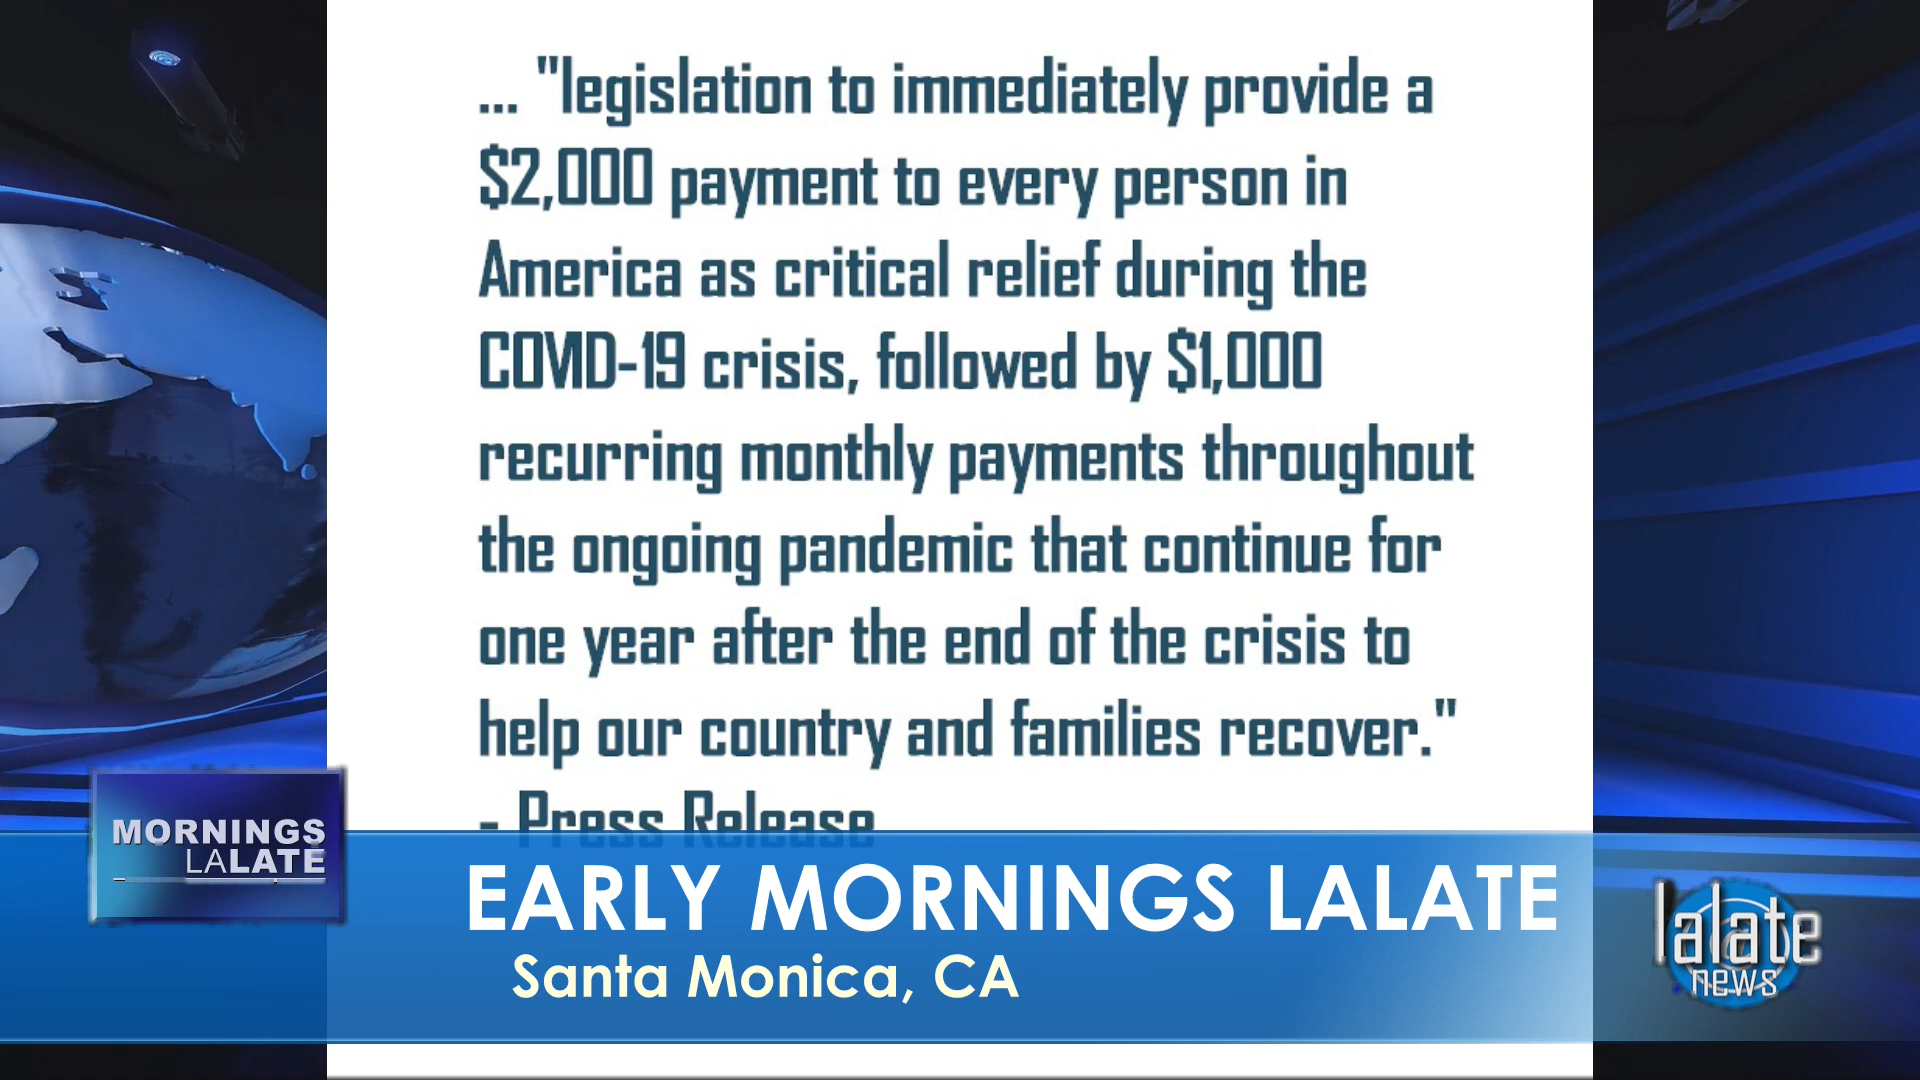 ... "legislation to immediately provide a
$2,000 payment to every person in
America as critical relief during the
COVID-19 crisis, followed by $1,000
recurring monthly payments throughout
the ongoing pandemic that continue for
one year after the end of the crisis to
help our country and families recover."
- Press Release
MORNINGS
LALATE
EARLY MORNINGS LALATE
Santa Monica, CA
lalate
news